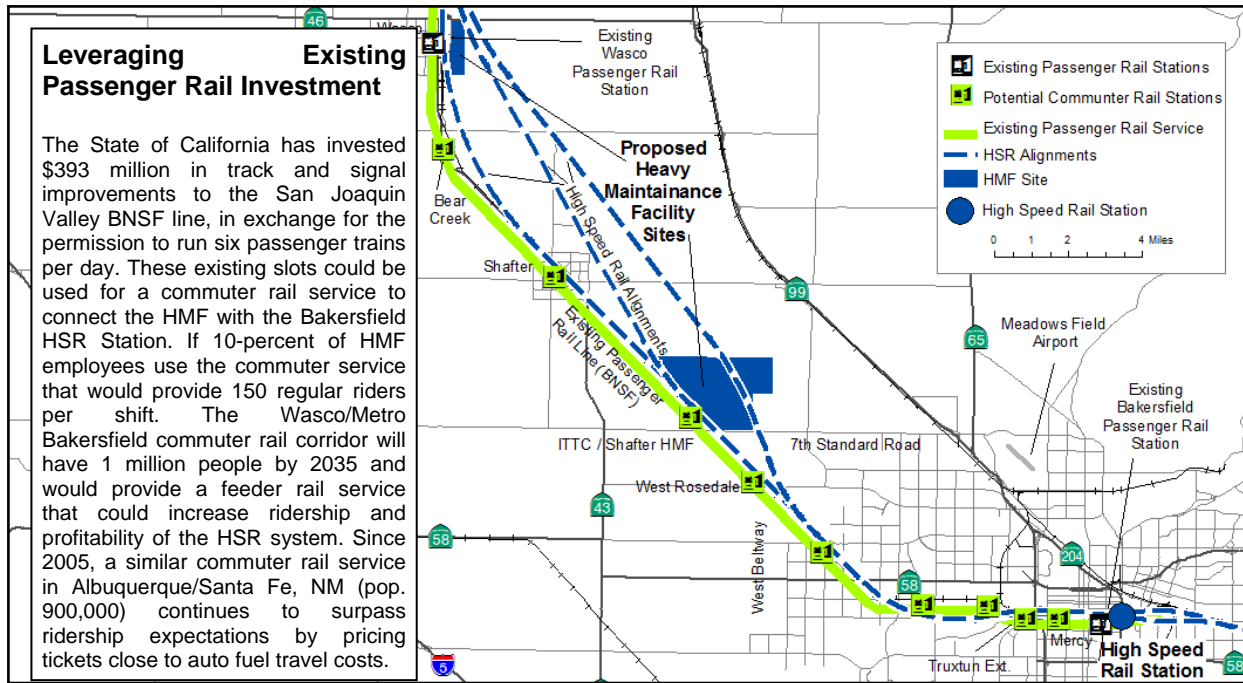 Leveraging Existing
Passenger Rail Investment
The State of California has invested
$393 million in track and signal
improvements to the San Joaquin
Valley BNSF line, in exchange for the
permission to run six passenger trains
per day. These existing slots could be
used for a commuter rail service to
connect the HMF with the Bakersfield
HSR Station. If 10-percent of HMF
employees use the commuter service
that would provide 150 regular riders
per shift. The Wasco/Metro
Bakersfield commuter rail corridor will
have 1 million people by 2035 and
would provide a feeder rail service
that could increase ridership and
profitability of the HSR system. Since
2005, a similar commuter rail service
in Albuquerque/Santa Fe, NM (pop.
900,000) continues to surpass
ridership expectations by pricing
tickets close to auto fuel travel costs.
46
Existing
Wasco
Passenger Rail
Station
Existing Passenger Rail Stations
Potential Communter Rail Stations
Existing Passenger Rail Service
HSR Alignments
HMF Site
High Speed Rail Station
0 1 2 4 Miles
Proposed
Heavy
Maintainance
Facility
Sites
Bear
Creek
High Speed Rail Alignments
Shafter
Existing Passenger
Rail Line (BNSF)
99
65
Meadows Field
Airport
Existing
Bakersfield
Passenger Rail
Station
ITTC / Shafter HMF
7th Standard Road
West Rosedale
43
58
West Beltway
204
58
Mercy
Truxtun Ext.
High Speed
Rail Station
58
5